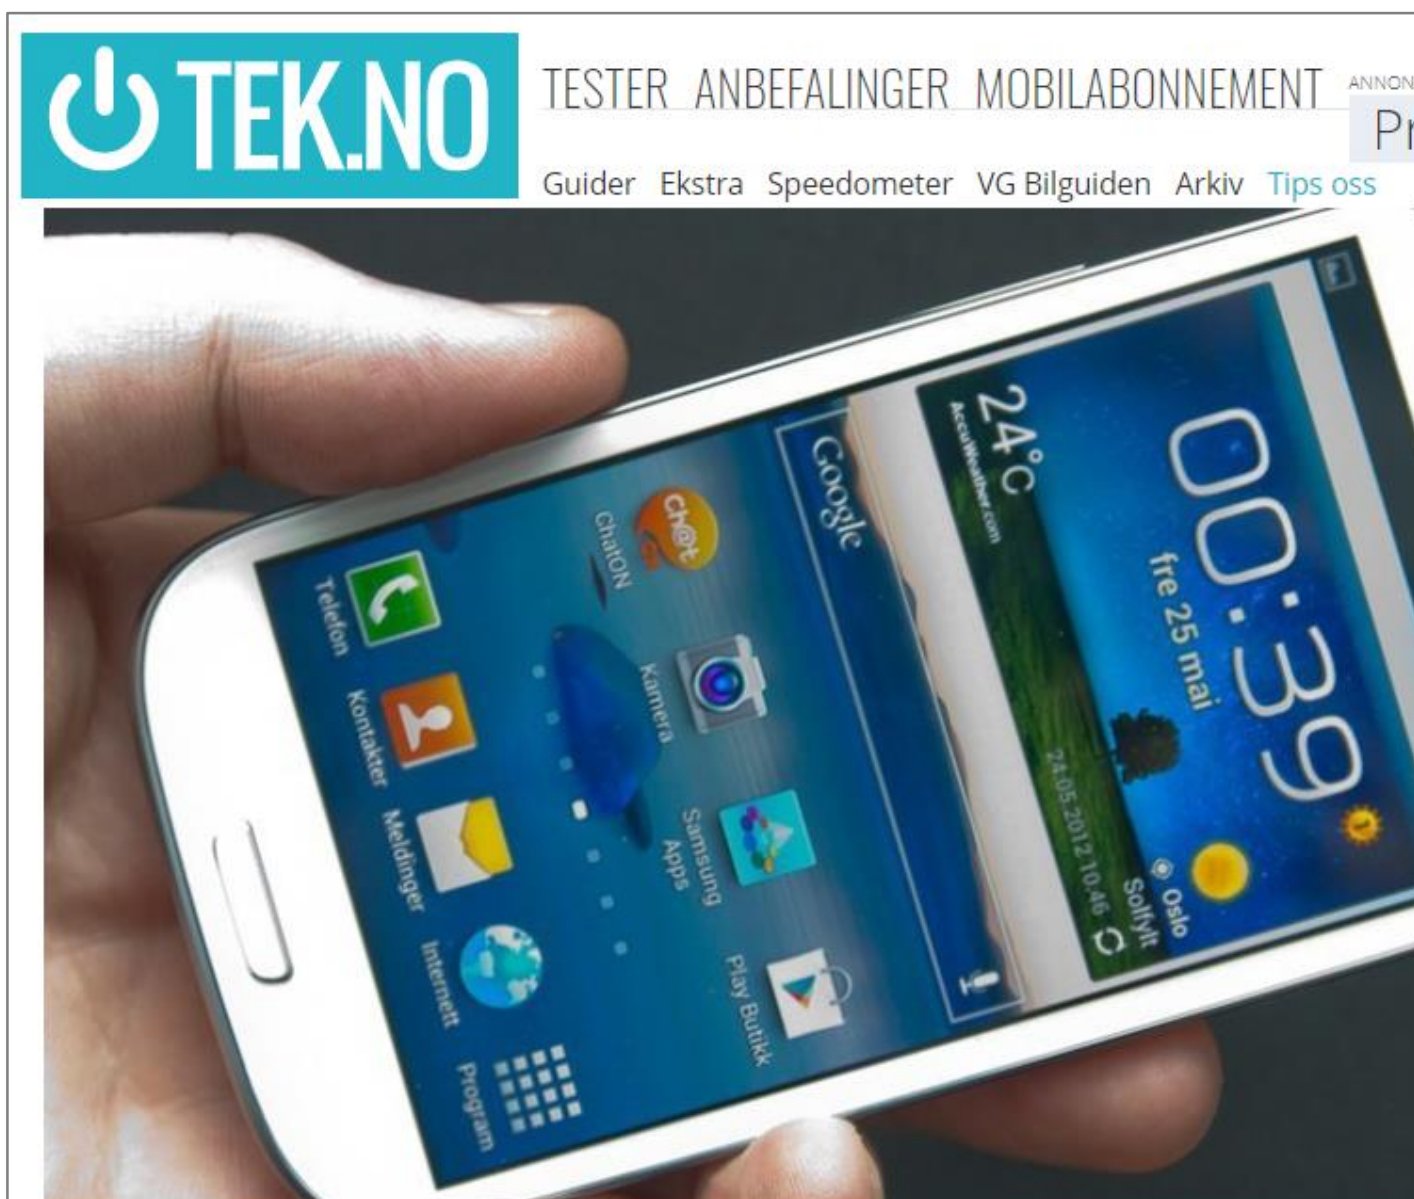 TEK.NO
TESTER ANBEFALINGER MOBILABONNEMENT
Guider Ekstra Speedometer VG Bilguiden Arkiv Tips oss
00:39
fre 25 mai
24°C
AccuWeather.com
Oslo
Solfylt
24.05.2012 10:46
Google
Ch@t
ChatON
Kamera
Samsung
Apps
Play Butikk
Telefon
Kontakter
Meldinger
Internett
Program